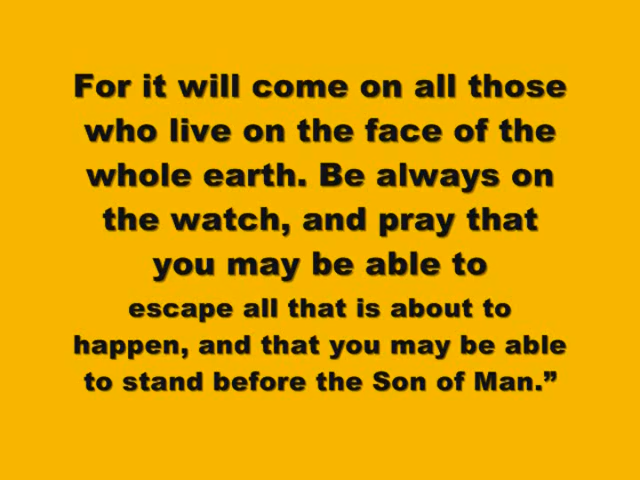 For it will come on all those
who live on the face of the
whole earth. Be always on
the watch, and pray that
you may be able to
escape all that is about to
happen, and that you may be able
to stand before the Son of Man.”